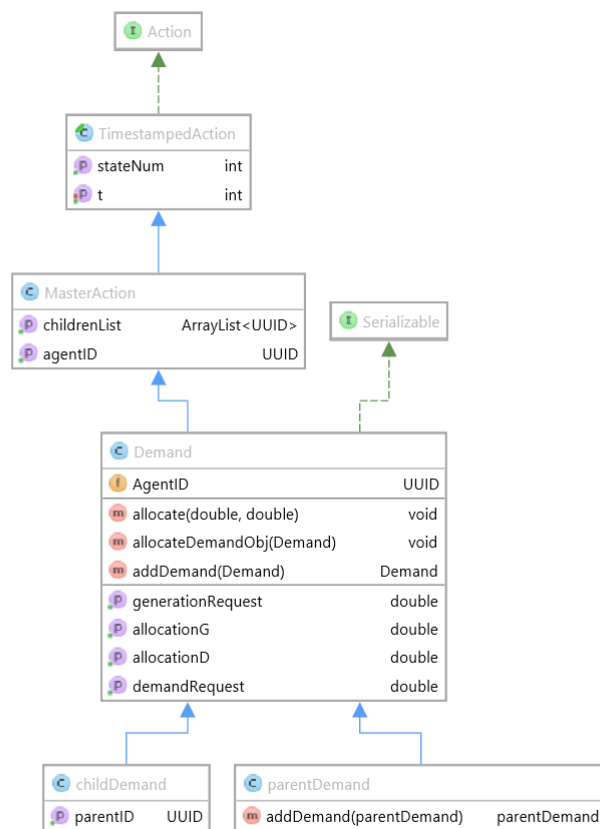 I Action
C TimestampedAction
p stateNum int
p t int
C MasterAction
p childrenList ArrayList<UUID>
p agentID UUID
I Serializable
C Demand
f AgentID UUID
m allocate(double, double) void
m allocateDemandObj(Demand) void
m addDemand(Demand) Demand
p generationRequest double
p allocationG double
p allocationD double
p demandRequest double
C childDemand
p parentID UUID
C parentDemand
m addDemand(parentDemand) parentDemand